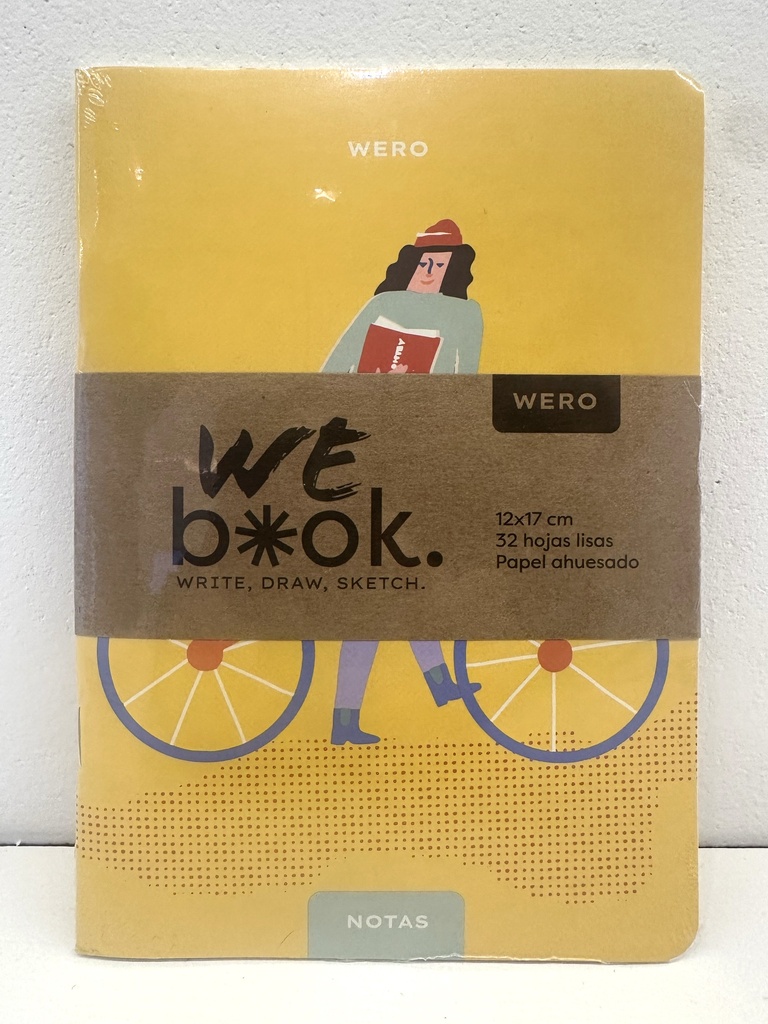 WERO
WERO
WE
b*ok.
WRITE, DRAW, SKETCH.
12x17 cm
32 hojas lisas
Papel ahuesado
NOTAS